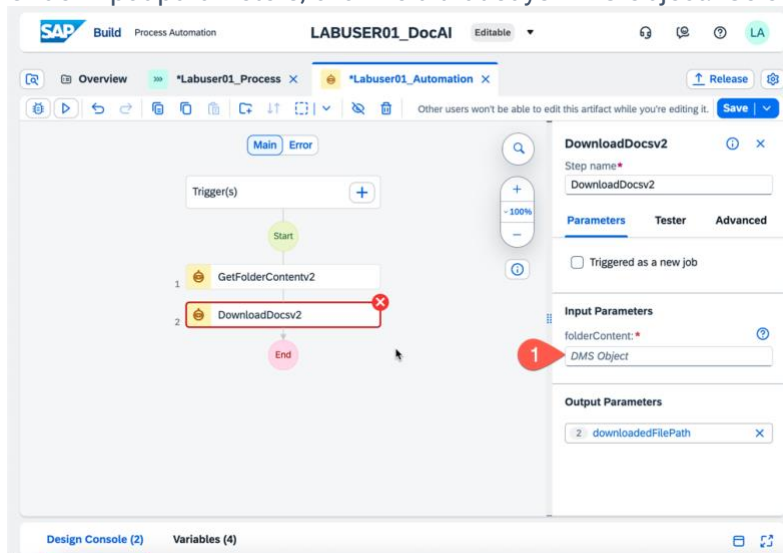 SAP Build Process Automation LABUSER01_DocAI Editable LA
Overview *Labuser01_Process *Labuser01_Automation Release
Other users won't be able to edit this artifact while you're editing it. Save
Main Error
Trigger(s)
Start
1 GetFolderContentv2
2 DownloadDocsv2
End
- 100%
DownloadDocsv2
Step name*
DownloadDocsv2
Parameters Tester Advanced
Triggered as a new job
Input Parameters
folderContent:*
1 DMS Object
Output Parameters
2 downloadedFilePath
Design Console (2) Variables (4)